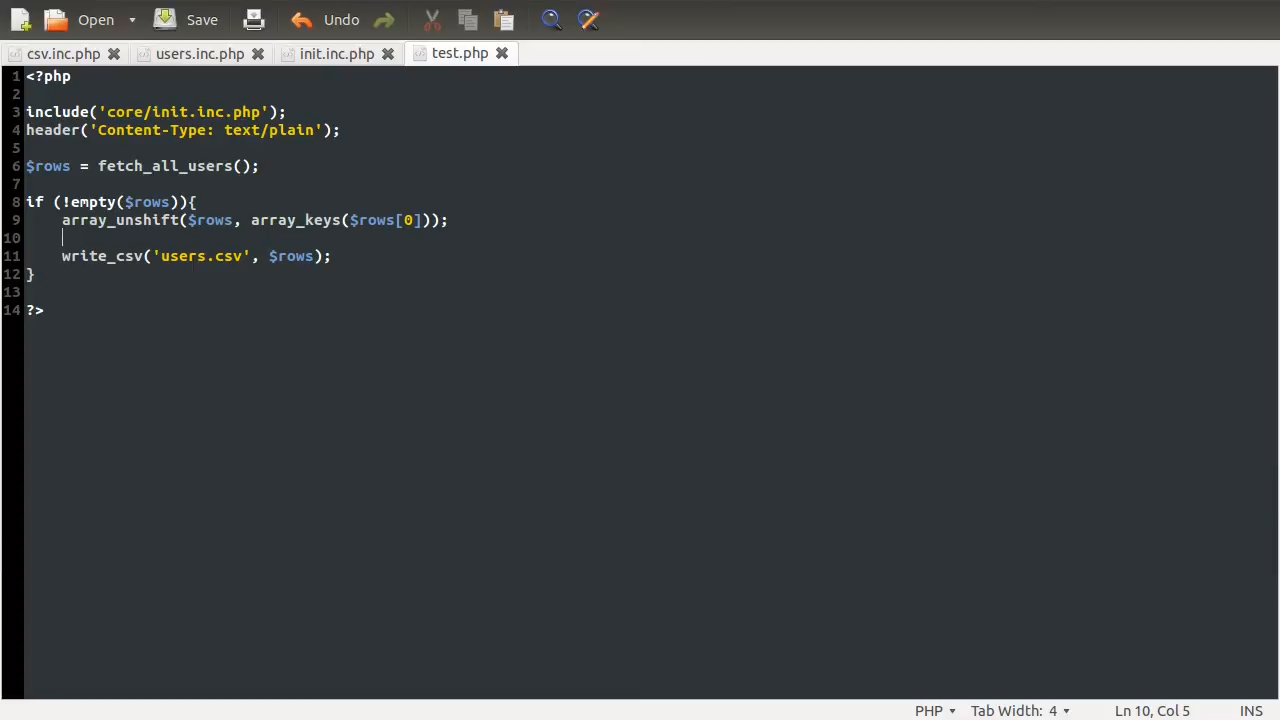 Open Save Undo
csv.inc.php users.inc.php init.inc.php test.php
1 <?php
2
3 include('core/init.inc.php');
4 header('Content-Type: text/plain');
5
6 $rows = fetch_all_users();
7
8 if (!empty($rows)){
9     array_unshift($rows, array_keys($rows[0]));
10
11     write_csv('users.csv', $rows);
12 }
13
14 ?>
PHP Tab Width: 4 Ln 10, Col 5 INS